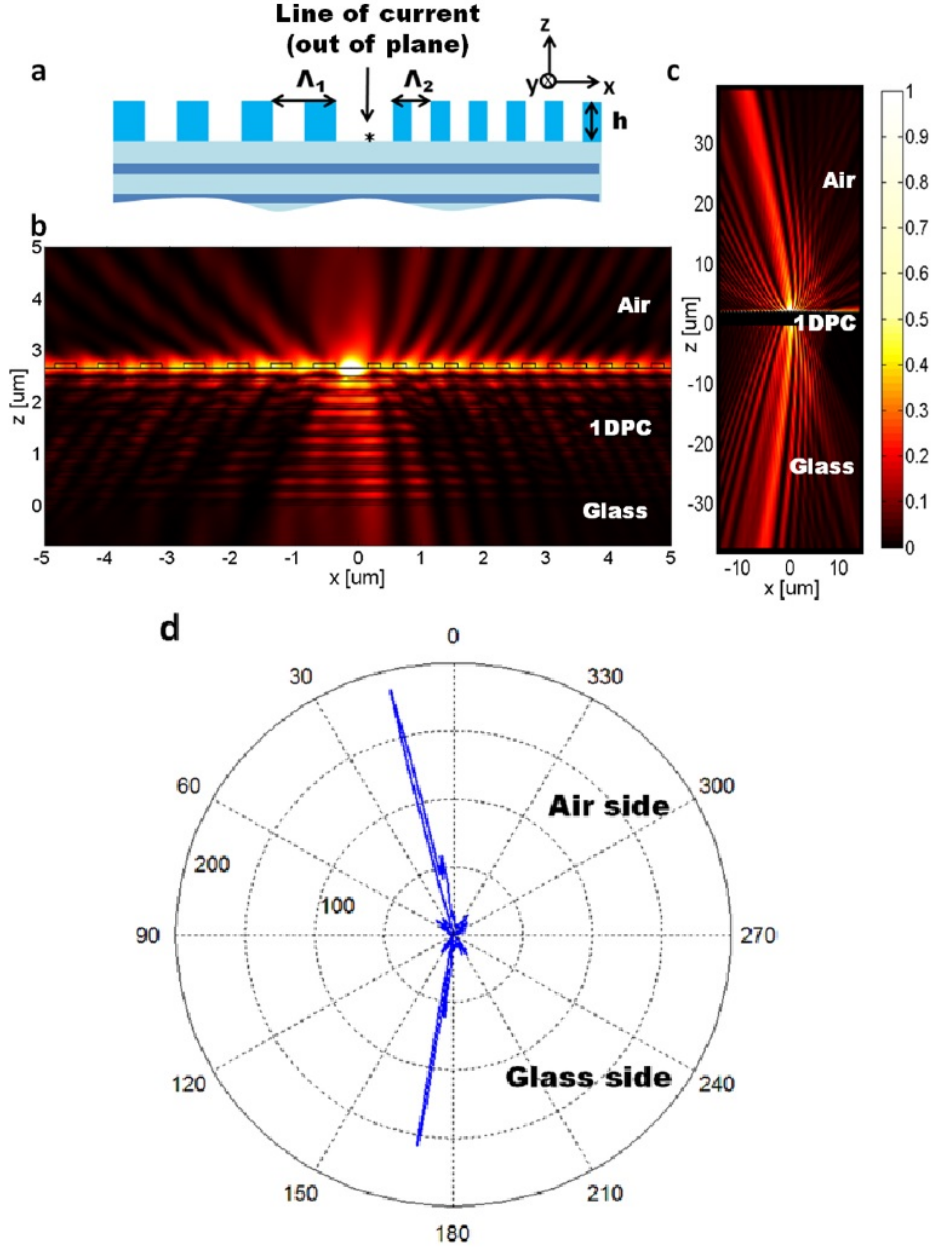 Line of current
(out of plane)
a
Λ1
Λ2
z
y
x
h
*
c
30
20
10
0
-10
-20
-30
z [um]
Air
1DPC
Glass
-10 0 10
x [um]
1
0.9
0.8
0.7
0.6
0.5
0.4
0.3
0.2
0.1
0
b
5
4
3
2
1
0
z [um]
Air
1DPC
Glass
-5 -4 -3 -2 -1 0 1 2 3 4 5
x [um]
d
0
30
330
60
300
200
100
90
270
120
240
150
210
180
Air side
Glass side